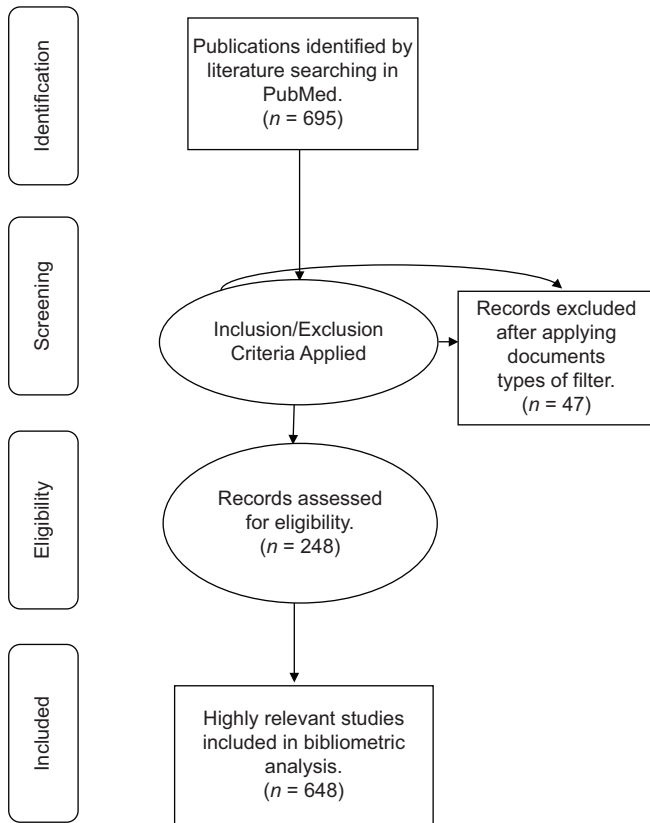 Identification
Publications identified by
literature searching in
PubMed.
(n = 695)
Screening
Inclusion/Exclusion
Criteria Applied
Records excluded
after applying
documents
types of filter.
(n = 47)
Eligibility
Records assessed
for eligibility.
(n = 248)
Included
Highly relevant studies
included in bibliometric
analysis.
(n = 648)